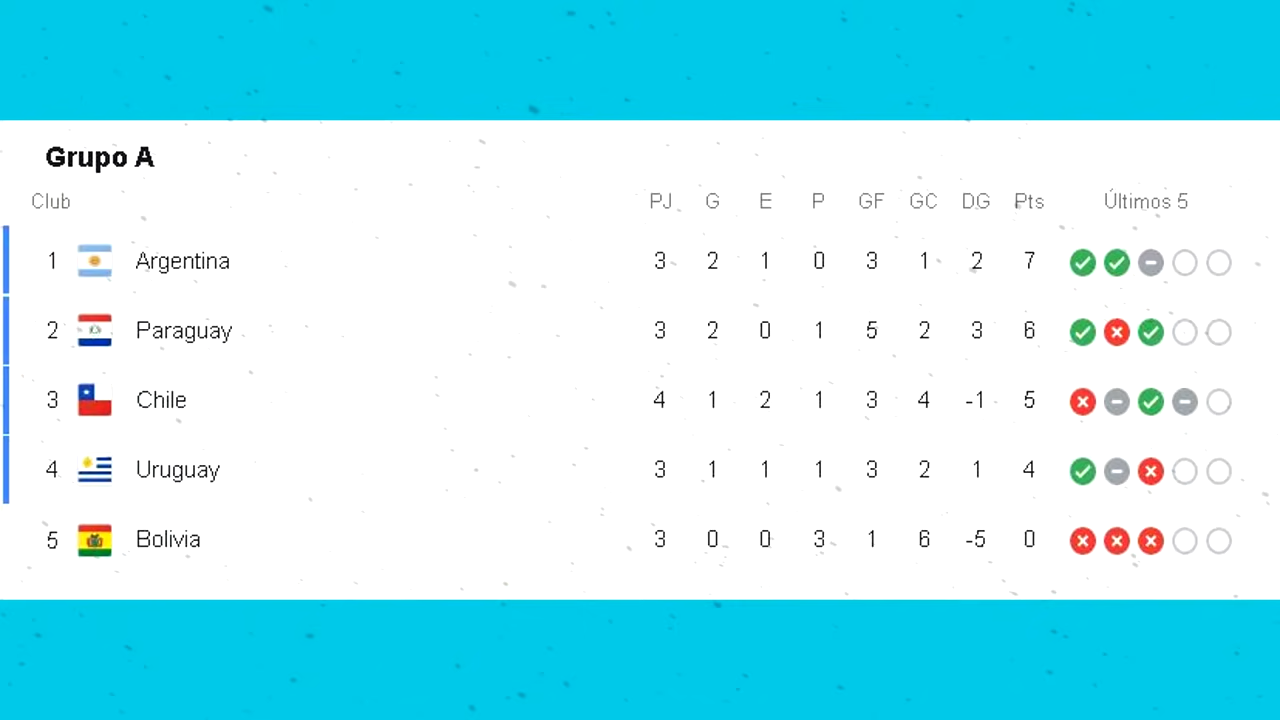 Grupo A
Club PJ G E P GF GC DG Pts Últimos 5
1 Argentina 3 2 1 0 3 1 2 7
2 Paraguay 3 2 0 1 5 2 3 6
3 Chile 4 1 2 1 3 4 -1 5
4 Uruguay 3 1 1 1 3 2 1 4
5 Bolivia 3 0 0 3 1 6 -5 0